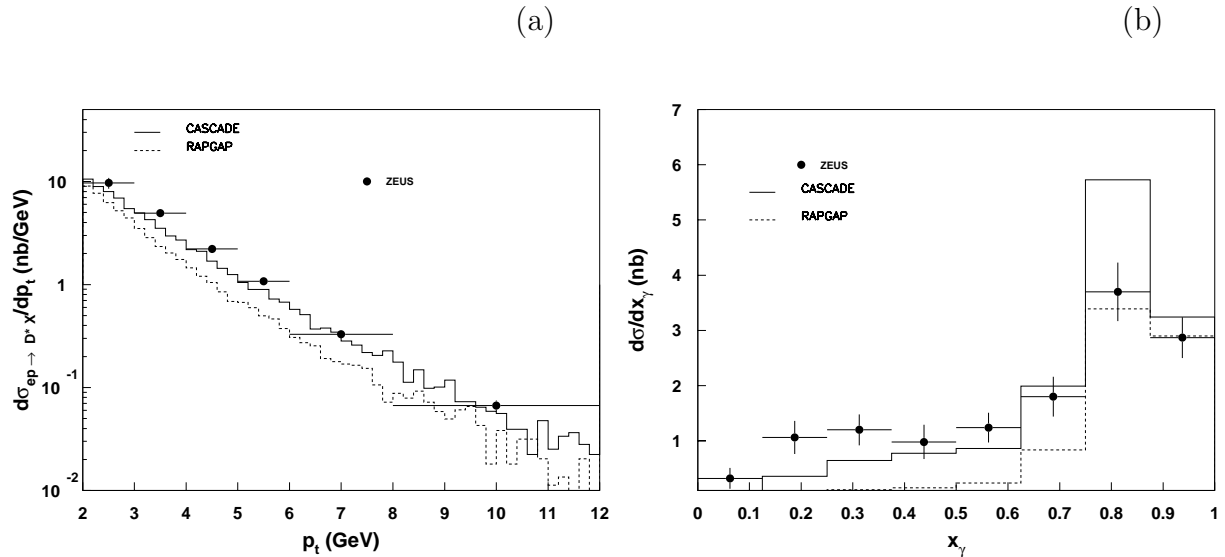 (a)
CASCADE
RAPGAP
ZEUS
dσ_{ep → D* X}/dp_t (nb/GeV)
10
1
10^{-1}
10^{-2}
2 3 4 5 6 7 8 9 10 11 12
p_t (GeV)
(b)
ZEUS
CASCADE
RAPGAP
dσ/dx_γ (nb)
7
6
5
4
3
2
1
0 0.1 0.2 0.3 0.4 0.5 0.6 0.7 0.8 0.9 1
x_γ